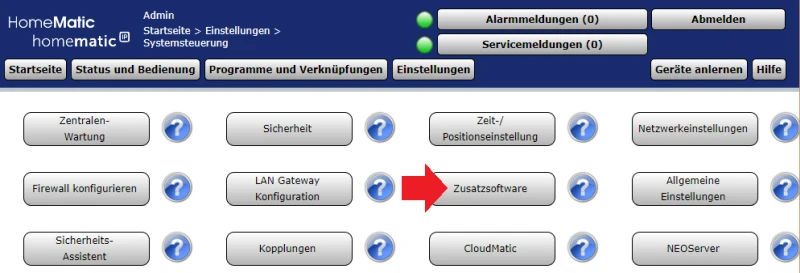 HomeMatic
homematic IP
Admin
Startseite > Einstellungen >
Systemsteuerung
Alarmmeldungen (0)
Abmelden
Servicemeldungen (0)
Startseite
Status und Bedienung
Programme und Verknüpfungen
Einstellungen
Geräte anlernen
Hilfe
Zentralen-
Wartung
?
Sicherheit
?
Zeit-/
Positionseinstellung
?
Netzwerkeinstellungen
?
Firewall konfigurieren
?
LAN Gateway
Konfiguration
?
Zusatzsoftware
?
Allgemeine
Einstellungen
?
Sicherheits-
Assistent
?
Kopplungen
?
CloudMatic
?
NEOServer
?